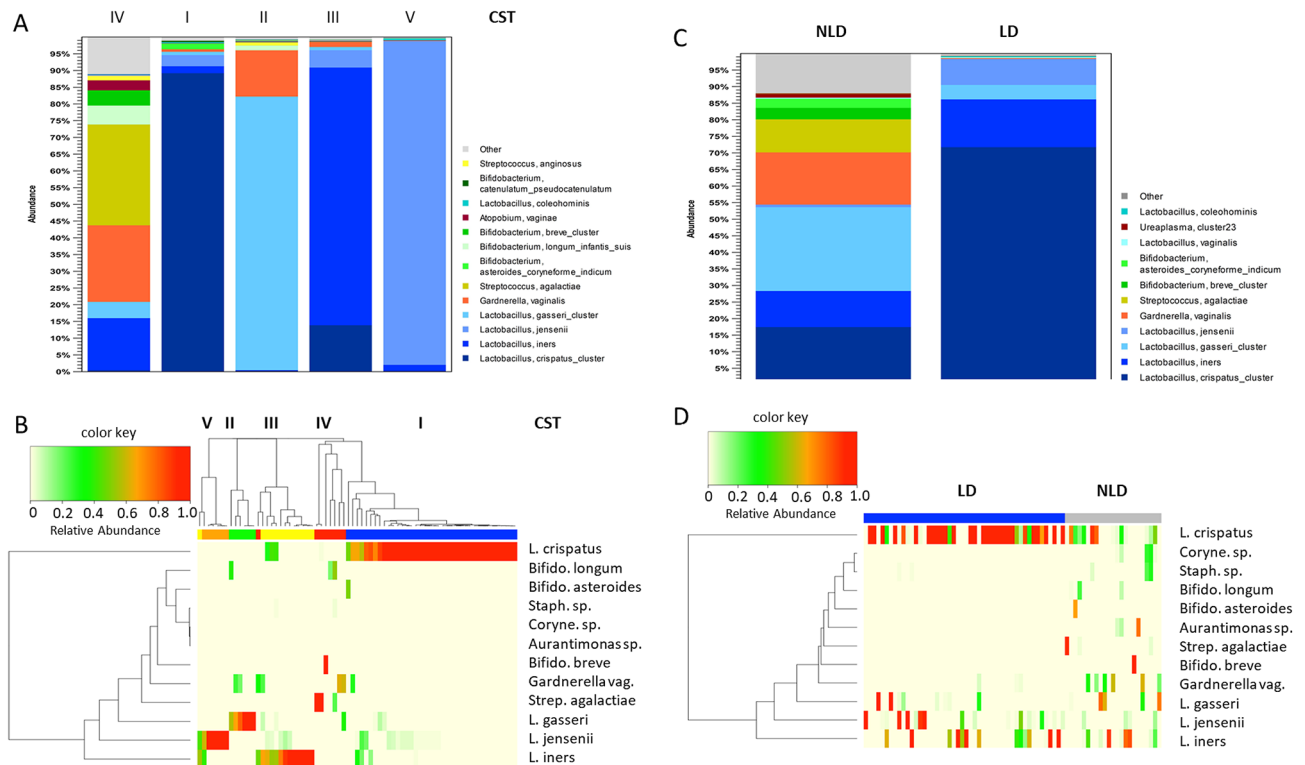 A
IV I II III V CST
Abundance
95%
90%
85%
80%
75%
70%
65%
60%
55%
50%
45%
40%
35%
30%
25%
20%
15%
10%
5%
0%
Other
Streptococcus, anginosus
Bifidobacterium,
catenulatum_pseudocatenulatum
Lactobacillus, coleohominis
Atopobium, vaginae
Bifidobacterium, breve_cluster
Bifidobacterium, longum_infantis_suis
Bifidobacterium,
asteroides_coryneforme_indicum
Streptococcus, agalactiae
Gardnerella, vaginalis
Lactobacillus, gasseri_cluster
Lactobacillus, jensenii
Lactobacillus, iners
Lactobacillus, crispatus_cluster
C
NLD LD
Abundance
95%
90%
85%
80%
75%
70%
65%
60%
55%
50%
45%
40%
35%
30%
25%
20%
15%
10%
5%
Other
Lactobacillus, coleohominis
Ureaplasma, cluster23
Lactobacillus, vaginalis
Bifidobacterium,
asteroides_coryneforme_indicum
Bifidobacterium, breve_cluster
Streptococcus, agalactiae
Gardnerella, vaginalis
Lactobacillus, jensenii
Lactobacillus, gasseri_cluster
Lactobacillus, iners
Lactobacillus, crispatus_cluster
B
color key
0 0.2 0.4 0.6 0.8 1.0
Relative Abundance
V II III IV I CST
L. crispatus
Bifido. longum
Bifido. asteroides
Staph. sp.
Coryne. sp.
Aurantimonas sp.
Bifido. breve
Gardnerella vag.
Strep. agalactiae
L. gasseri
L. jensenii
L. iners
D
color key
0 0.2 0.4 0.6 0.8 1.0
Relative Abundance
LD NLD
L. crispatus
Coryne. sp.
Staph. sp.
Bifido. longum
Bifido. asteroides
Aurantimonas sp.
Strep. agalactiae
Bifido. breve
Gardnerella vag.
L. gasseri
L. jensenii
L. iners